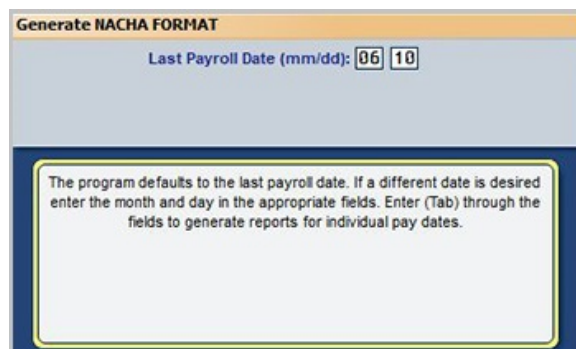 Generate NACHA FORMAT
Last Payroll Date (mm/dd): 06 10
The program defaults to the last payroll date. If a different date is desired
enter the month and day in the appropriate fields. Enter (Tab) through the
fields to generate reports for individual pay dates.